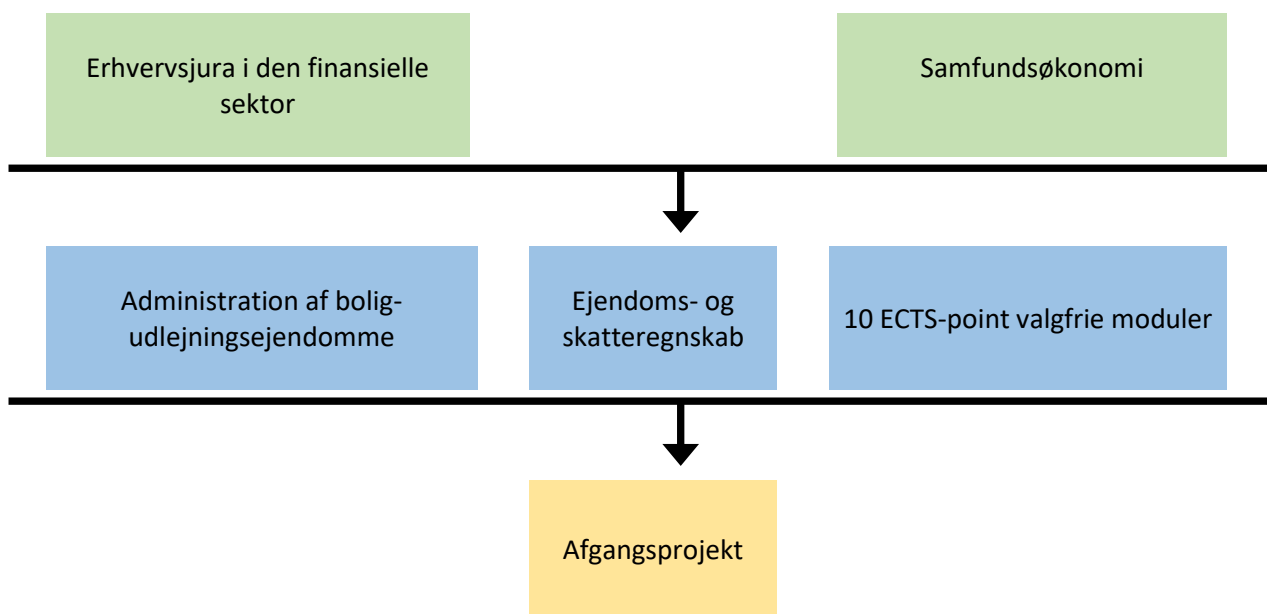 Erhvervsjura i den finansielle
sektor
Samfundsøkonomi
Administration af bolig-
udlejningsejendomme
Ejendoms- og
skatteregnskab
10 ECTS-point valgfrie moduler
Afgangsprojekt